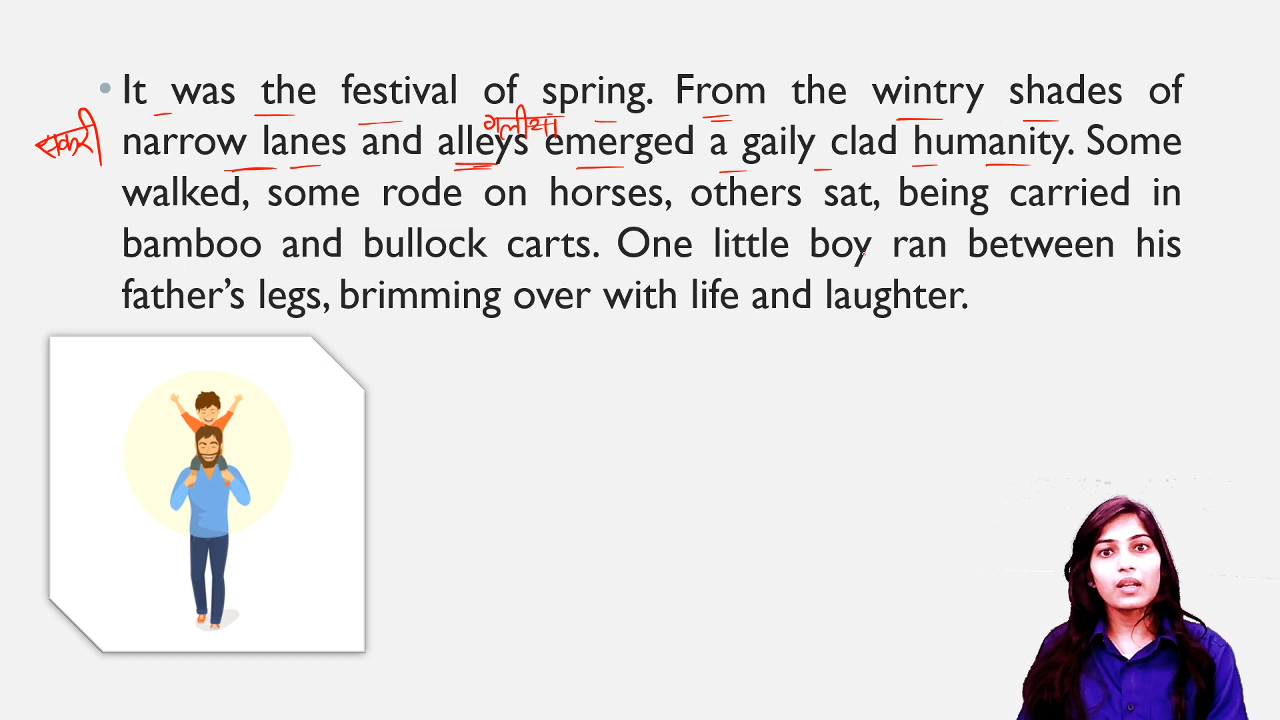 • It was the festival of spring. From the wintry shades of
गलीयां
सकरी
narrow lanes and alleys emerged a gaily clad humanity. Some
walked, some rode on horses, others sat, being carried in
bamboo and bullock carts. One little boy ran between his
father’s legs, brimming over with life and laughter.